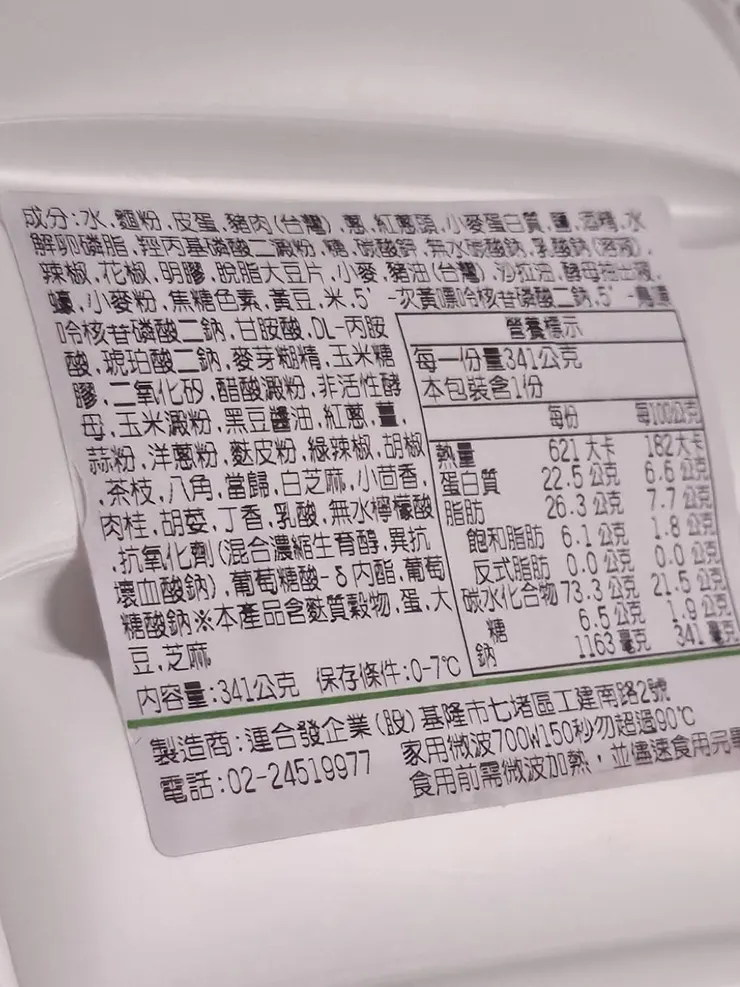 成分:水.麵粉.皮蛋.豬肉(台灣).蔥.紅蔥頭.小麥蛋白質.鹽.酒精.水
解卵磷脂.羥丙基磷酸二澱粉.糖.碳酸鉀.無水碳酸鈉.乳酸鈉(溶液).
辣椒.花椒.明膠.脫脂大豆片.小麥.豬油(台灣).沙拉油.酵母抽出液.
蠔.小麥粉.焦糖色素.黃豆.米.5'-次黃嘌呤核苷磷酸二鈉.5'-鳥嘌
呤核苷磷酸二鈉.甘胺酸.DL-丙胺
酸.琥珀酸二鈉.麥芽糊精.玉米糖
膠.二氧化矽.醋酸澱粉.非活性酵
母.玉米澱粉.黑豆醬油.紅蔥.薑.
蒜粉.洋蔥粉.麩皮粉.綠辣椒.胡椒
.茶枝.八角.當歸.白芝麻.小茴香.
肉桂.胡荽.丁香.乳酸.無水檸檬酸
.抗氧化劑(混合濃縮生育醇.異抗
壞血酸鈉).葡萄糖酸-δ內酯.葡萄
糖酸鈉※本產品含麩質穀物.蛋.大
豆.芝麻
營養標示
每一份量341公克
本包裝含1份
每份 每100公克
熱量 621 大卡 182大卡
蛋白質 22.5 公克 6.6 公克
脂肪 26.3 公克 7.7 公克
飽和脂肪 6.1 公克 1.8 公克
反式脂肪 0.0 公克 0.0 公克
碳水化合物 73.3 公克 21.5 公克
糖 6.5 公克 1.9 公克
鈉 1163 毫克 341 毫克
內容量:341公克 保存條件:0-7℃
製造商:連合發企業(股)基隆市七堵區工建南路2號
電話:02-24519977 家用微波700W150秒勿超過90℃
食用前需微波加熱，並儘速食用完畢